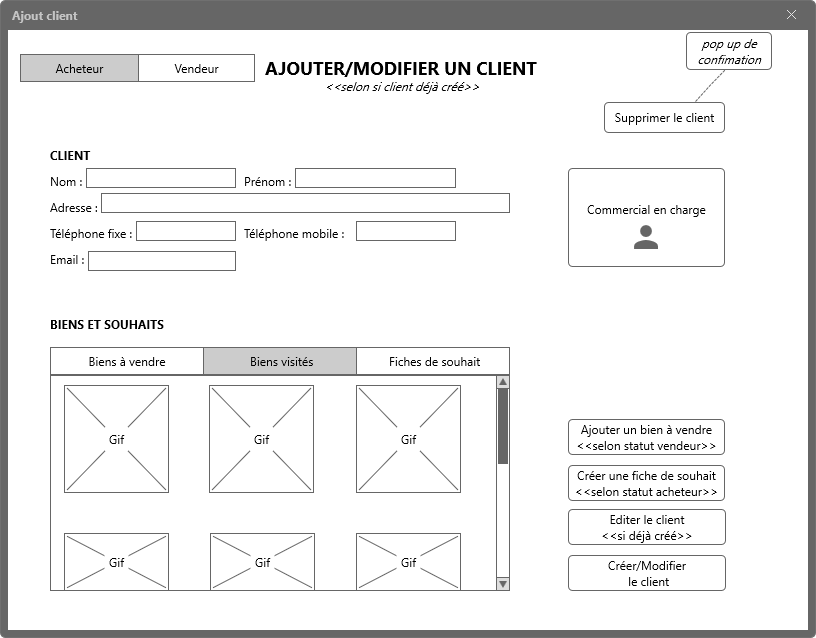 Ajout client
pop up de
confimation
Acheteur
Vendeur
AJOUTER/MODIFIER UN CLIENT
<<selon si client déjà créé>>
Supprimer le client
CLIENT
Nom :
Prénom :
Adresse :
Téléphone fixe :
Téléphone mobile :
Email :
Commercial en charge
BIENS ET SOUHAITS
Biens à vendre
Biens visités
Fiches de souhait
Gif
Gif
Gif
Gif
Gif
Gif
Ajouter un bien à vendre
<<selon statut vendeur>>
Créer une fiche de souhait
<<selon statut acheteur>>
Editer le client
<<si déjà créé>>
Créer/Modifier
le client